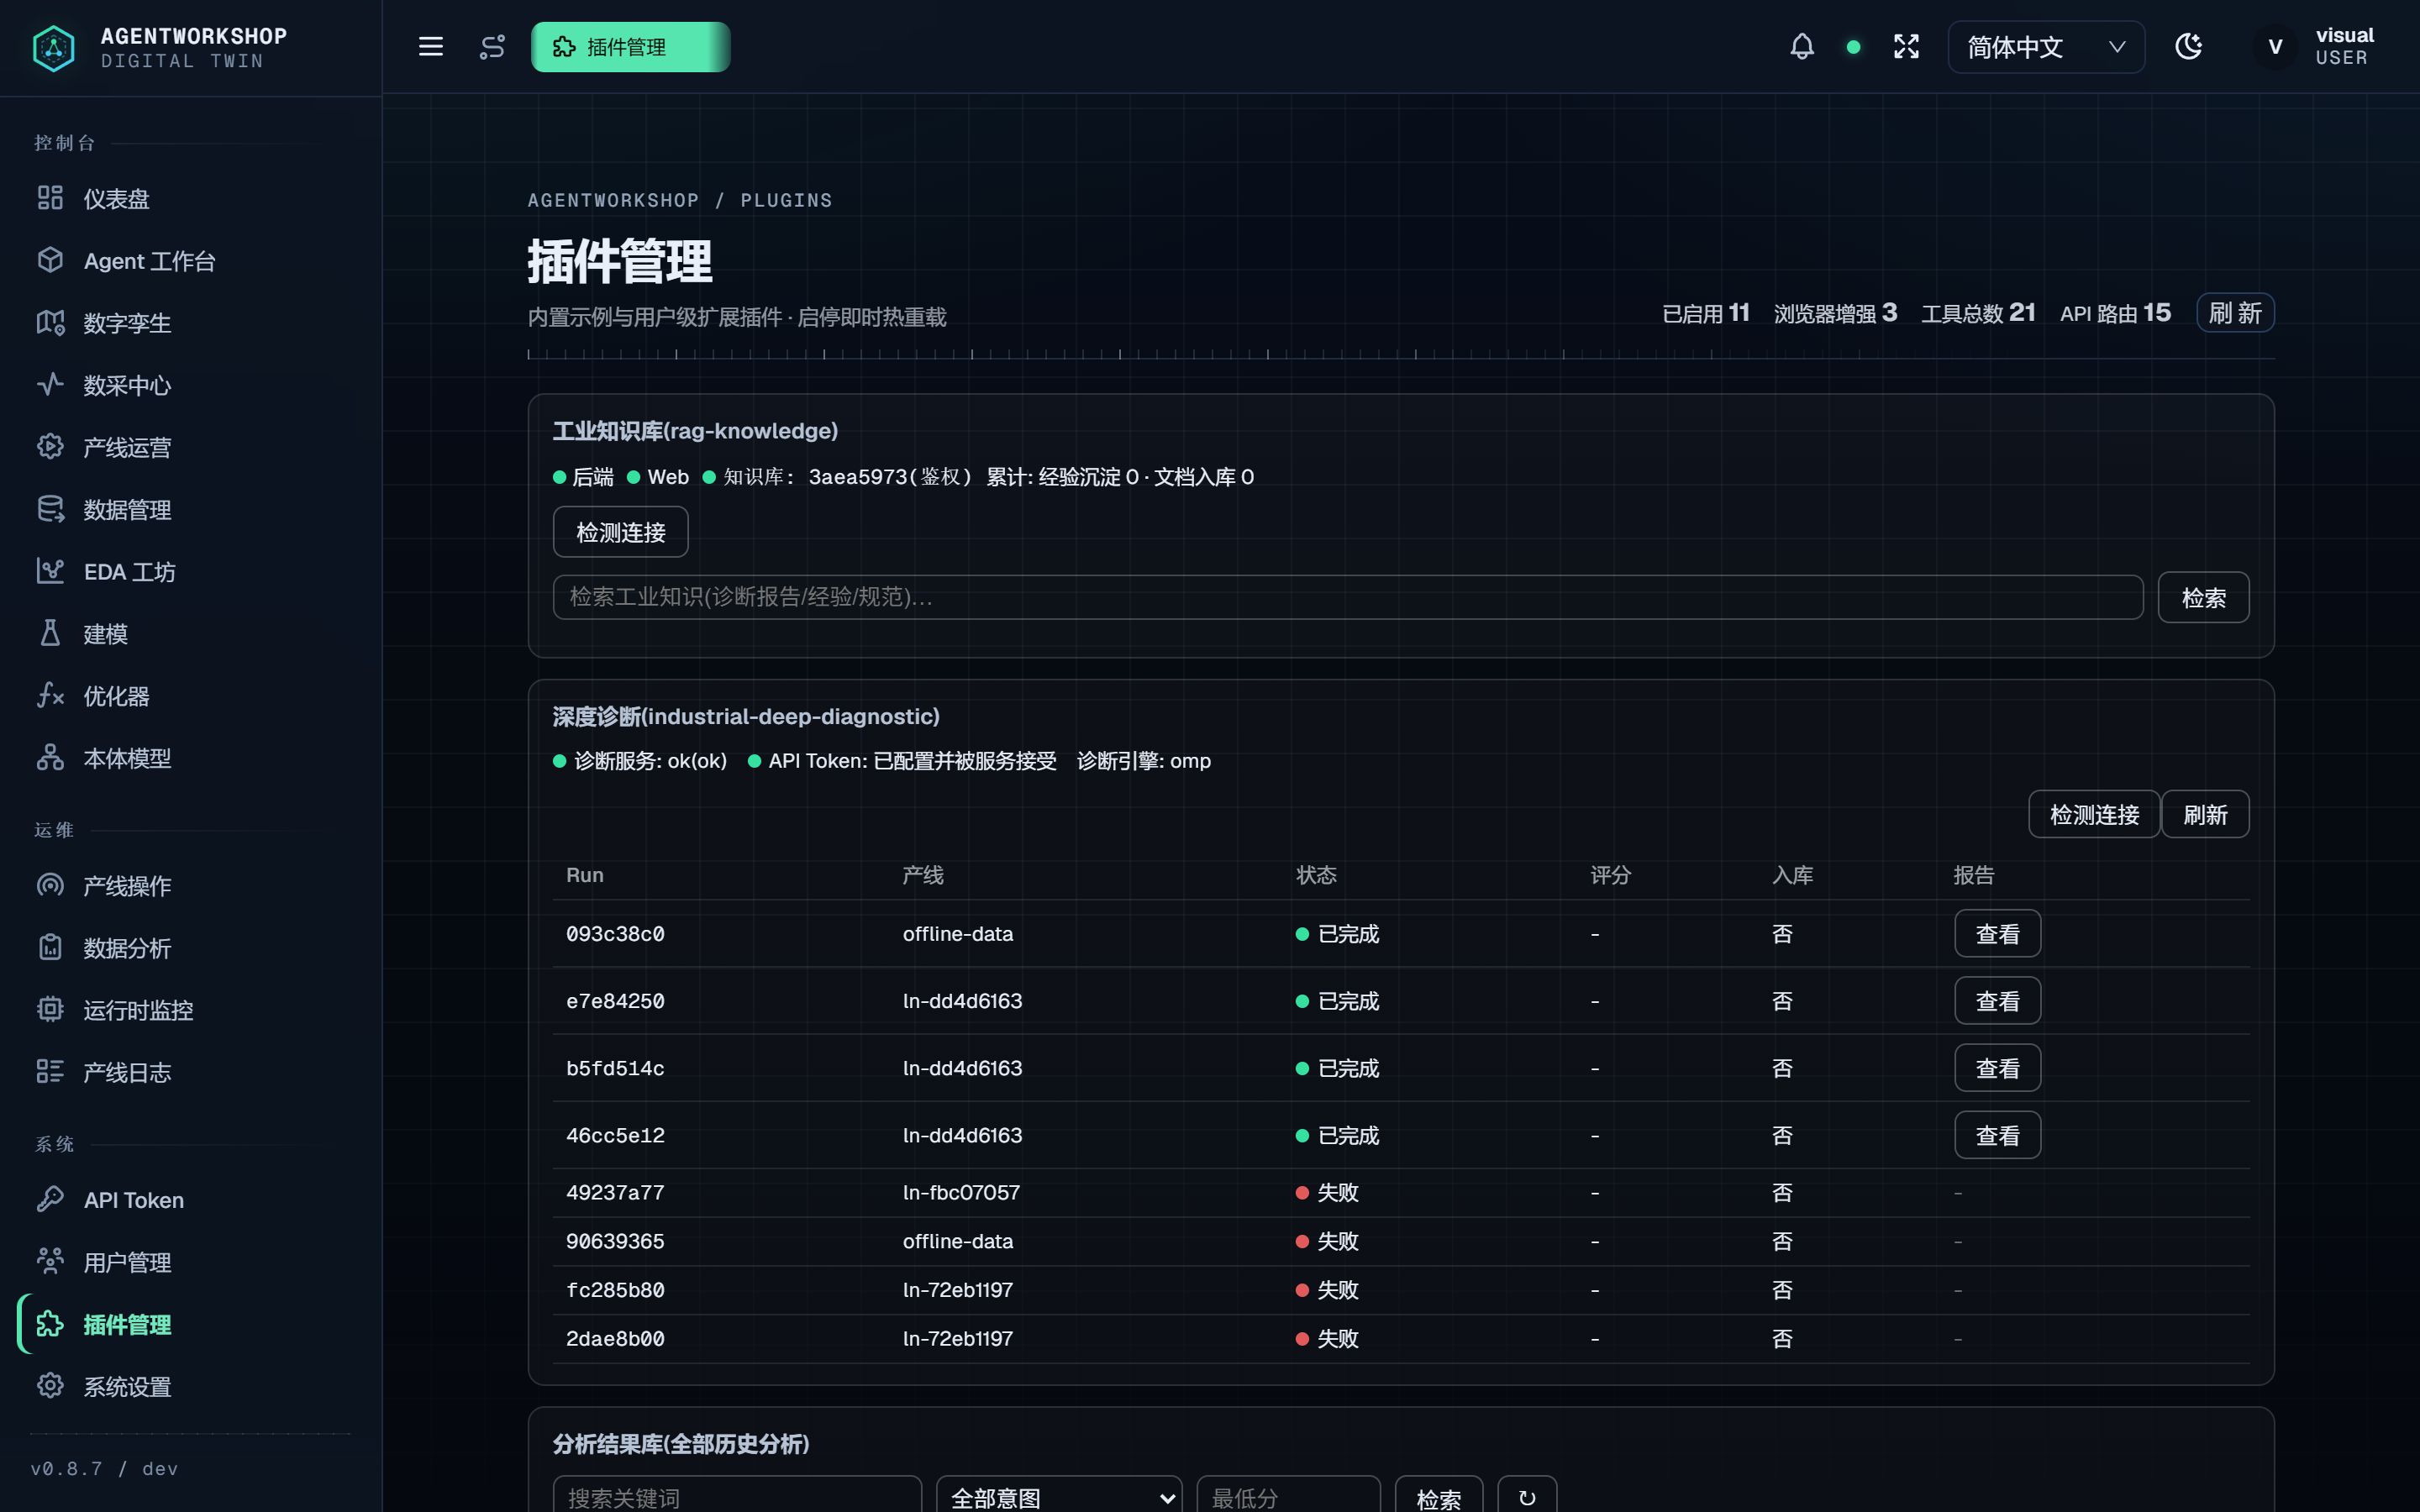 AGENTWORKSHOP
DIGITAL TWIN
控制台
仪表盘
Agent 工作台
数字孪生
数采中心
产线运营
数据管理
EDA 工坊
建模
优化器
本体模型
运维
产线操作
数据分析
运行时监控
产线日志
系统
API Token
用户管理
插件管理
系统设置
v0.8.7 / dev
插件管理
简体中文
V
visual
USER
AGENTWORKSHOP / PLUGINS
插件管理
内置示例与用户级扩展插件 · 启停即时热重载
已启用 11 浏览器增强 3 工具总数 21 API 路由 15 刷 新
工业知识库(rag-knowledge)
后端 Web 知识库: 3aea5973(鉴权) 累计: 经验沉淀 0 · 文档入库 0
检测连接
检索工业知识(诊断报告/经验/规范)… 检索
深度诊断(industrial-deep-diagnostic)
诊断服务: ok(ok) API Token: 已配置并被服务接受 诊断引擎: omp
检测连接 刷新
Run 产线 状态 评分 入库 报告
093c38c0 offline-data 已完成 - 否 查看
e7e84250 ln-dd4d6163 已完成 - 否 查看
b5fd514c ln-dd4d6163 已完成 - 否 查看
46cc5e12 ln-dd4d6163 已完成 - 否 查看
49237a77 ln-fbc07057 失败 - 否 -
90639365 offline-data 失败 - 否 -
fc285b80 ln-72eb1197 失败 - 否 -
2dae8b00 ln-72eb1197 失败 - 否 -
分析结果库(全部历史分析)
搜索关键词 全部意图 最低分 检索 ↻